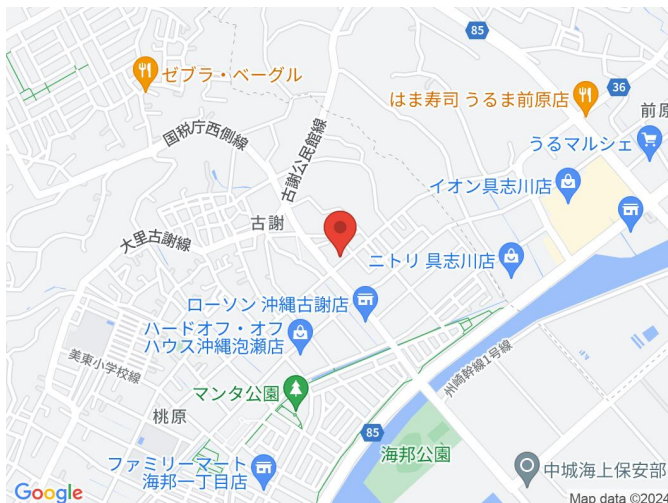 85
ゼブラ・ベーグル
36
はま寿司 うるま前原店
前原
国税庁西側線
古謝公民館線
うるマルシェ
イオン具志川店
大里古謝線
古謝
ニトリ 具志川店
ローソン 沖縄古謝店
ハードオフ・オフ
ハウス沖縄泡瀬店
美東小学校線
州崎幹線1号線
マンタ公園
桃原
85
海邦公園
ファミリーマート
海邦一丁目店
中城海上保安部
Google
Map data ©2024